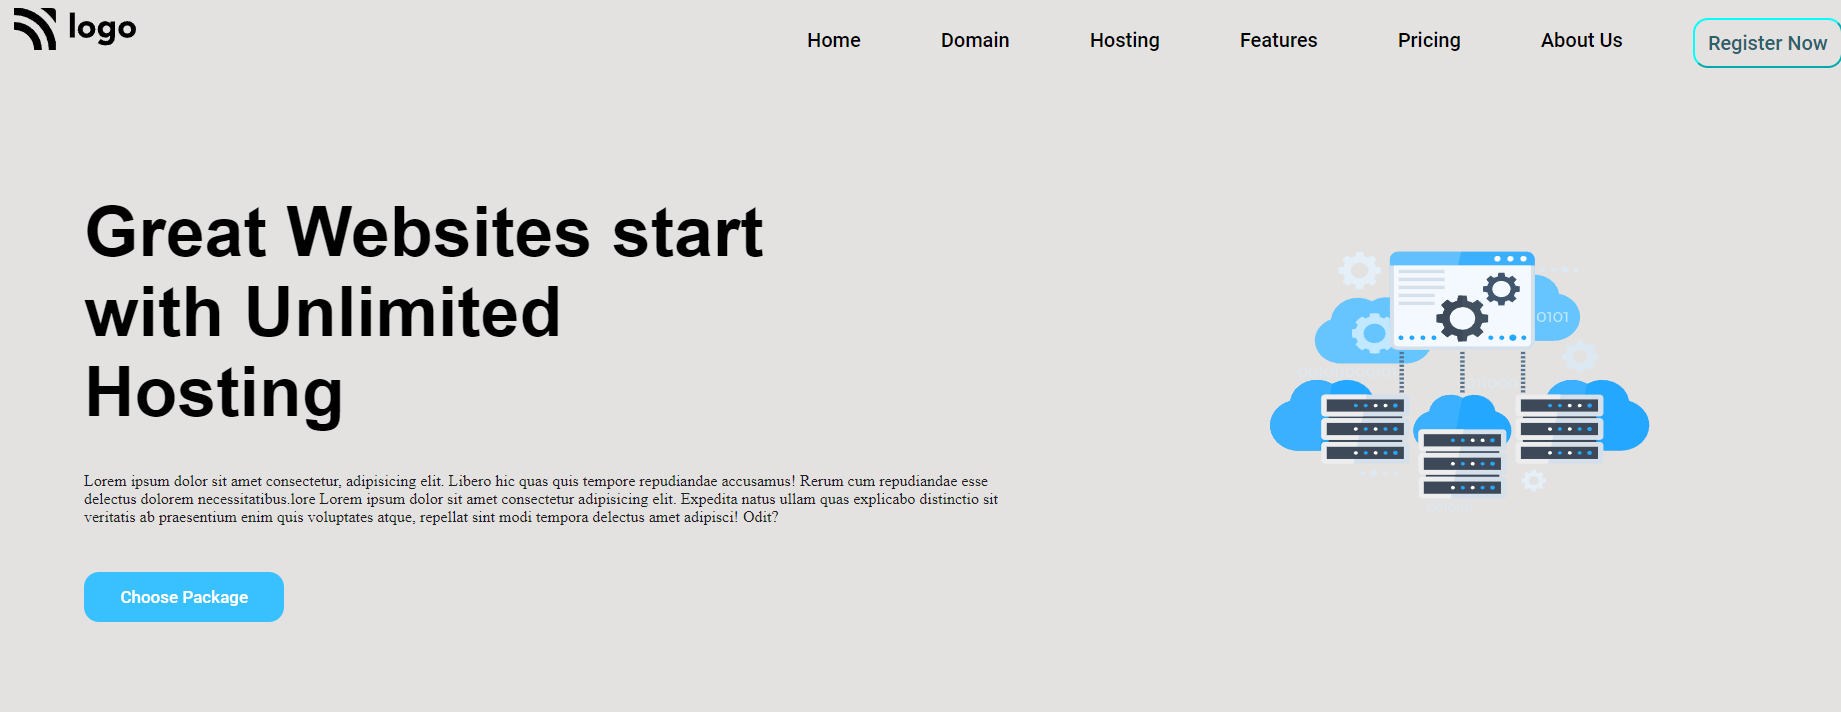 logo
Home Domain Hosting Features Pricing About Us Register Now
Great Websites start
with Unlimited
Hosting
0101
Lorem ipsum dolor sit amet consectetur, adipisicing elit. Libero hic quas quis tempore repudiandae accusamus! Rerum cum repudiandae esse
delectus dolorem necessitatibus.lore Lorem ipsum dolor sit amet consectetur adipisicing elit. Expedita natus ullam quas explicabo distinctio sit
veritatis ab praesentium enim quis voluptates atque, repellat sint modi tempora delectus amet adipisci! Odit?
Choose Package